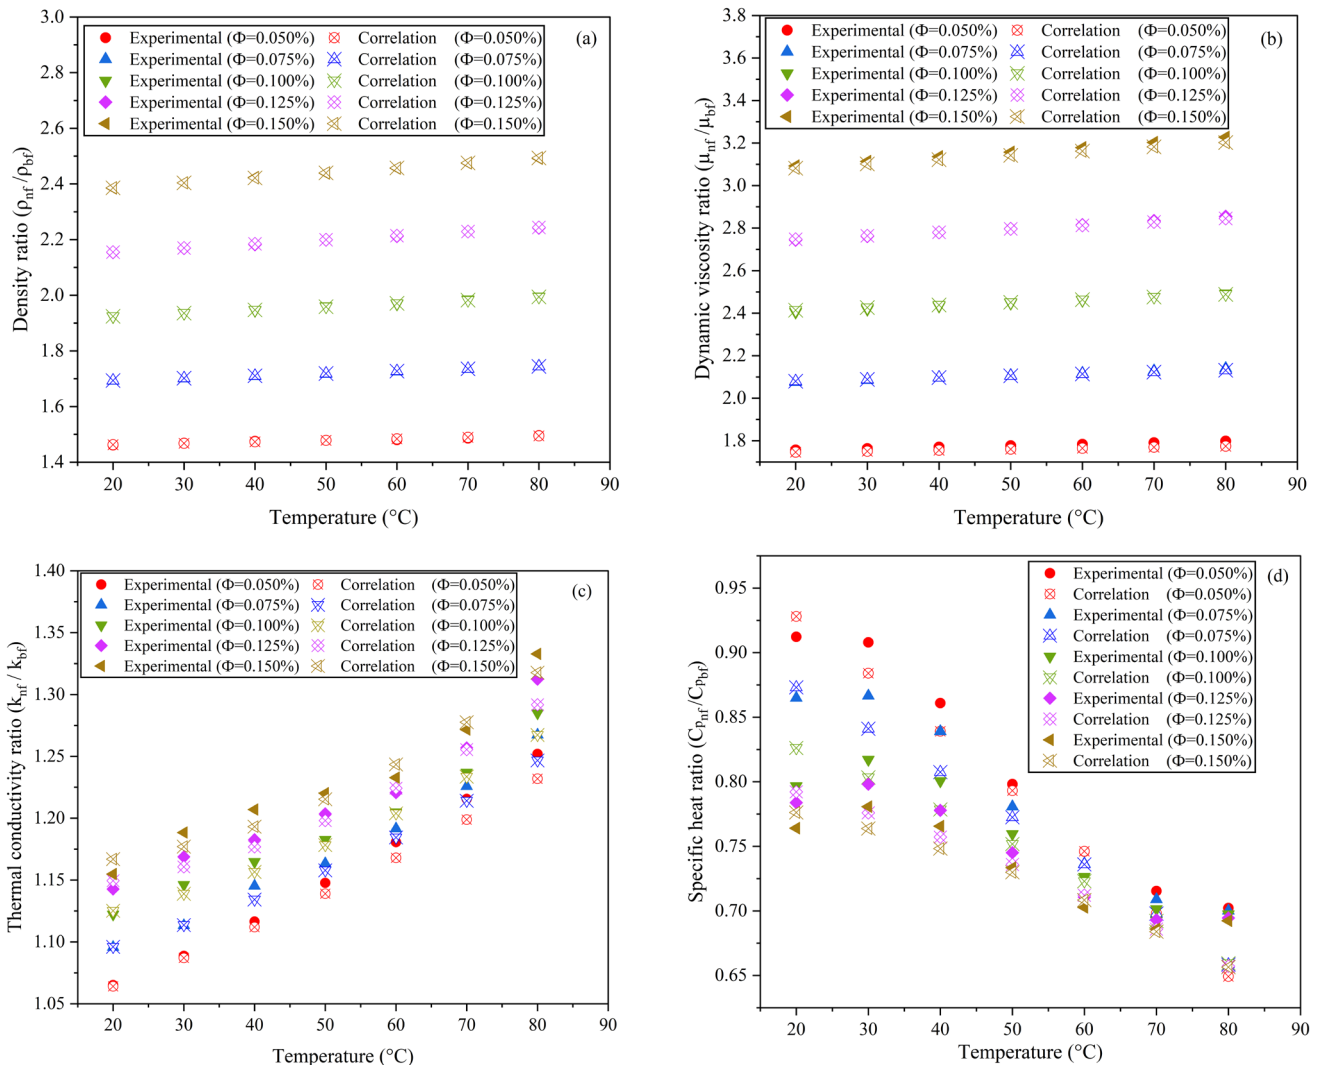 Experimental (Φ=0.050%) Correlation (Φ=0.050%)
Experimental (Φ=0.075%) Correlation (Φ=0.075%)
Experimental (Φ=0.100%) Correlation (Φ=0.100%)
Experimental (Φ=0.125%) Correlation (Φ=0.125%)
Experimental (Φ=0.150%) Correlation (Φ=0.150%)
(a)
Density ratio (ρnf/ρbf)
3.0
2.8
2.6
2.4
2.2
2.0
1.8
1.6
1.4
20 30 40 50 60 70 80 90
Temperature (°C)
Experimental (Φ=0.050%) Correlation (Φ=0.050%)
Experimental (Φ=0.075%) Correlation (Φ=0.075%)
Experimental (Φ=0.100%) Correlation (Φ=0.100%)
Experimental (Φ=0.125%) Correlation (Φ=0.125%)
Experimental (Φ=0.150%) Correlation (Φ=0.150%)
(b)
Dynamic viscosity ratio (μnf/μbf)
3.8
3.6
3.4
3.2
3.0
2.8
2.6
2.4
2.2
2.0
1.8
20 30 40 50 60 70 80 90
Temperature (°C)
Experimental (Φ=0.050%) Correlation (Φ=0.050%)
Experimental (Φ=0.075%) Correlation (Φ=0.075%)
Experimental (Φ=0.100%) Correlation (Φ=0.100%)
Experimental (Φ=0.125%) Correlation (Φ=0.125%)
Experimental (Φ=0.150%) Correlation (Φ=0.150%)
(c)
Thermal conductivity ratio (knf / kbf)
1.40
1.35
1.30
1.25
1.20
1.15
1.10
1.05
20 30 40 50 60 70 80 90
Temperature (°C)
Experimental (Φ=0.050%)
Correlation (Φ=0.050%)
Experimental (Φ=0.075%)
Correlation (Φ=0.075%)
Experimental (Φ=0.100%)
Correlation (Φ=0.100%)
Experimental (Φ=0.125%)
Correlation (Φ=0.125%)
Experimental (Φ=0.150%)
Correlation (Φ=0.150%)
(d)
Specific heat ratio (Cpnf/Cpbf)
0.95
0.90
0.85
0.80
0.75
0.70
0.65
20 30 40 50 60 70 80 90
Temperature (°C)